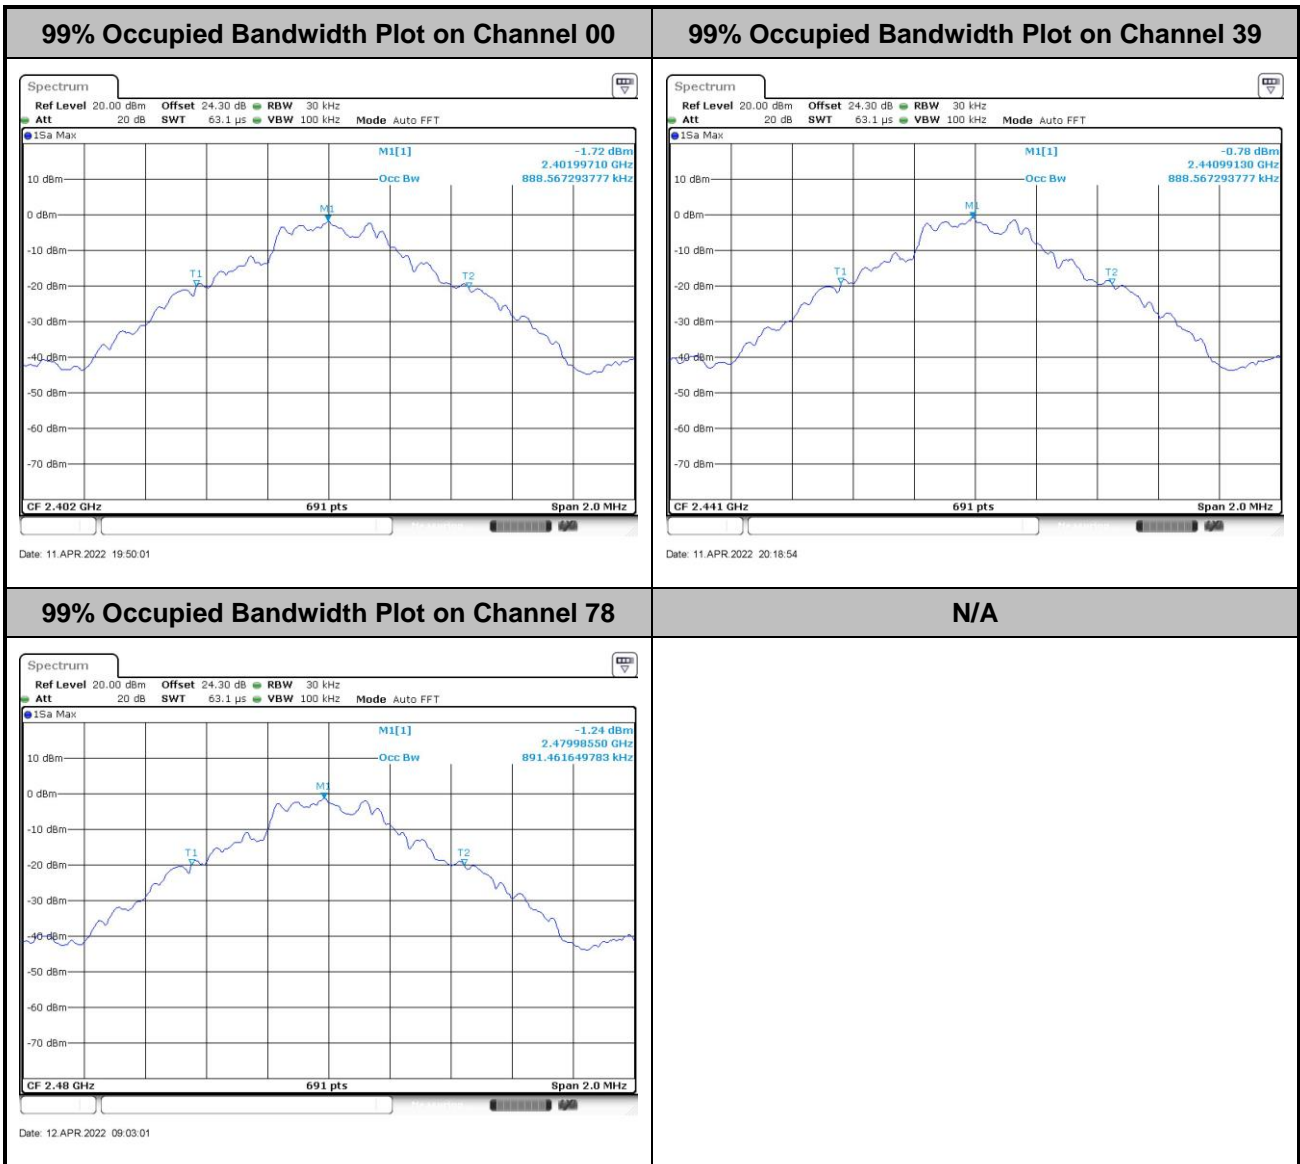 99% Occupied Bandwidth Plot on Channel 00
Spectrum
Ref Level 20.00 dBm Offset 24.30 dB RBW 30 kHz
Att 20 dB SWT 63.1 µs VBW 100 kHz Mode Auto FFT
1Sa Max
M1[1] -1.72 dBm
2.40199710 GHz
Occ Bw 888.567293777 kHz
10 dBm
0 dBm
M1
-10 dBm
T1
T2
-20 dBm
-30 dBm
-40 dBm
-50 dBm
-60 dBm
-70 dBm
CF 2.402 GHz 691 pts Span 2.0 MHz
Date: 11.APR.2022 19:50:01
99% Occupied Bandwidth Plot on Channel 39
Spectrum
Ref Level 20.00 dBm Offset 24.30 dB RBW 30 kHz
Att 20 dB SWT 63.1 µs VBW 100 kHz Mode Auto FFT
1Sa Max
M1[1] -0.78 dBm
2.44099130 GHz
Occ Bw 888.567293777 kHz
10 dBm
M1
0 dBm
-10 dBm
T1
T2
-20 dBm
-30 dBm
-40 dBm
-50 dBm
-60 dBm
-70 dBm
CF 2.441 GHz 691 pts Span 2.0 MHz
Date: 11.APR.2022 20:18:54
99% Occupied Bandwidth Plot on Channel 78
Spectrum
Ref Level 20.00 dBm Offset 24.30 dB RBW 30 kHz
Att 20 dB SWT 63.1 µs VBW 100 kHz Mode Auto FFT
1Sa Max
M1[1] -1.24 dBm
2.47998550 GHz
Occ Bw 891.461649783 kHz
10 dBm
M1
0 dBm
-10 dBm
T1
T2
-20 dBm
-30 dBm
-40 dBm
-50 dBm
-60 dBm
-70 dBm
CF 2.48 GHz 691 pts Span 2.0 MHz
Date: 12.APR.2022 09:03:01
N/A